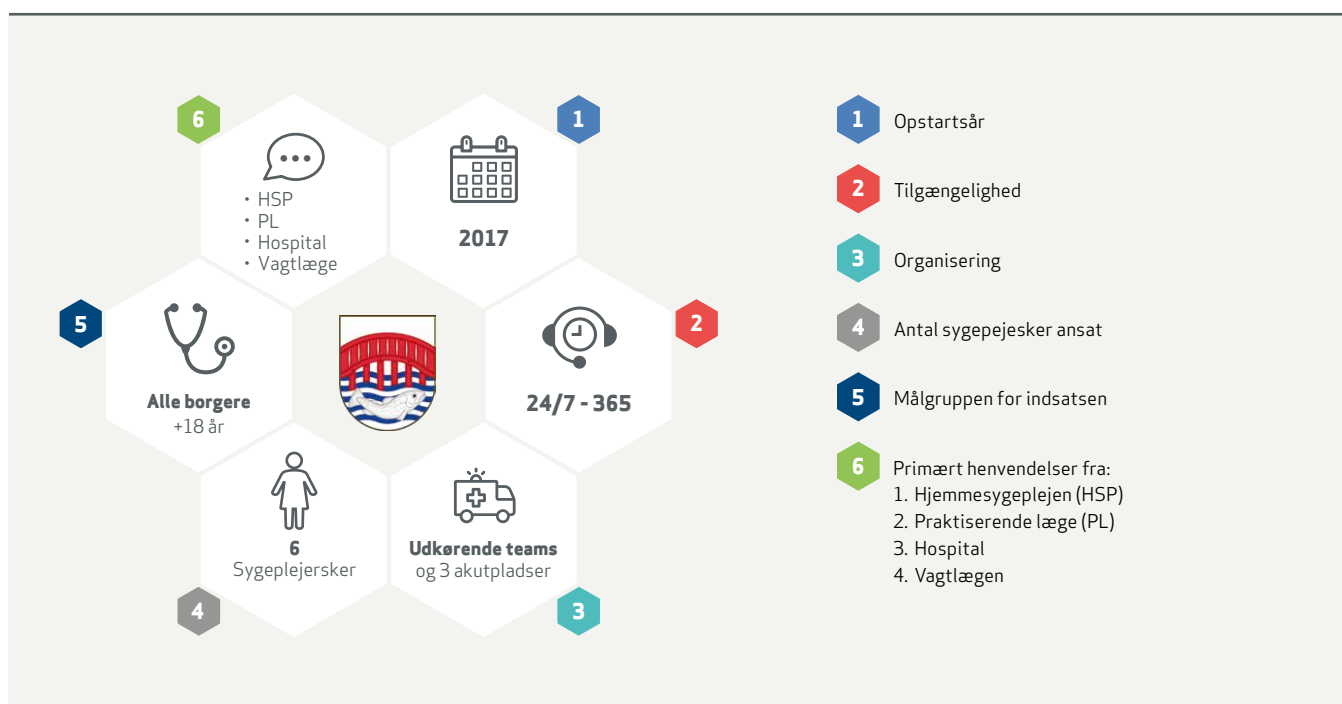 6
• HSP
• PL
• Hospital
• Vagtlæge
1
2017
5
Alle borgere
+18 år
2
24/7 - 365
4
6
Sygeplejersker
3
Udkørende teams
og 3 akutpladser
1 Opstartsår
2 Tilgængelighed
3 Organisering
4 Antal sygepejesker ansat
5 Målgruppen for indsatsen
6 Primært henvendelser fra:
1. Hjemmesygeplejen (HSP)
2. Praktiserende læge (PL)
3. Hospital
4. Vagtlægen